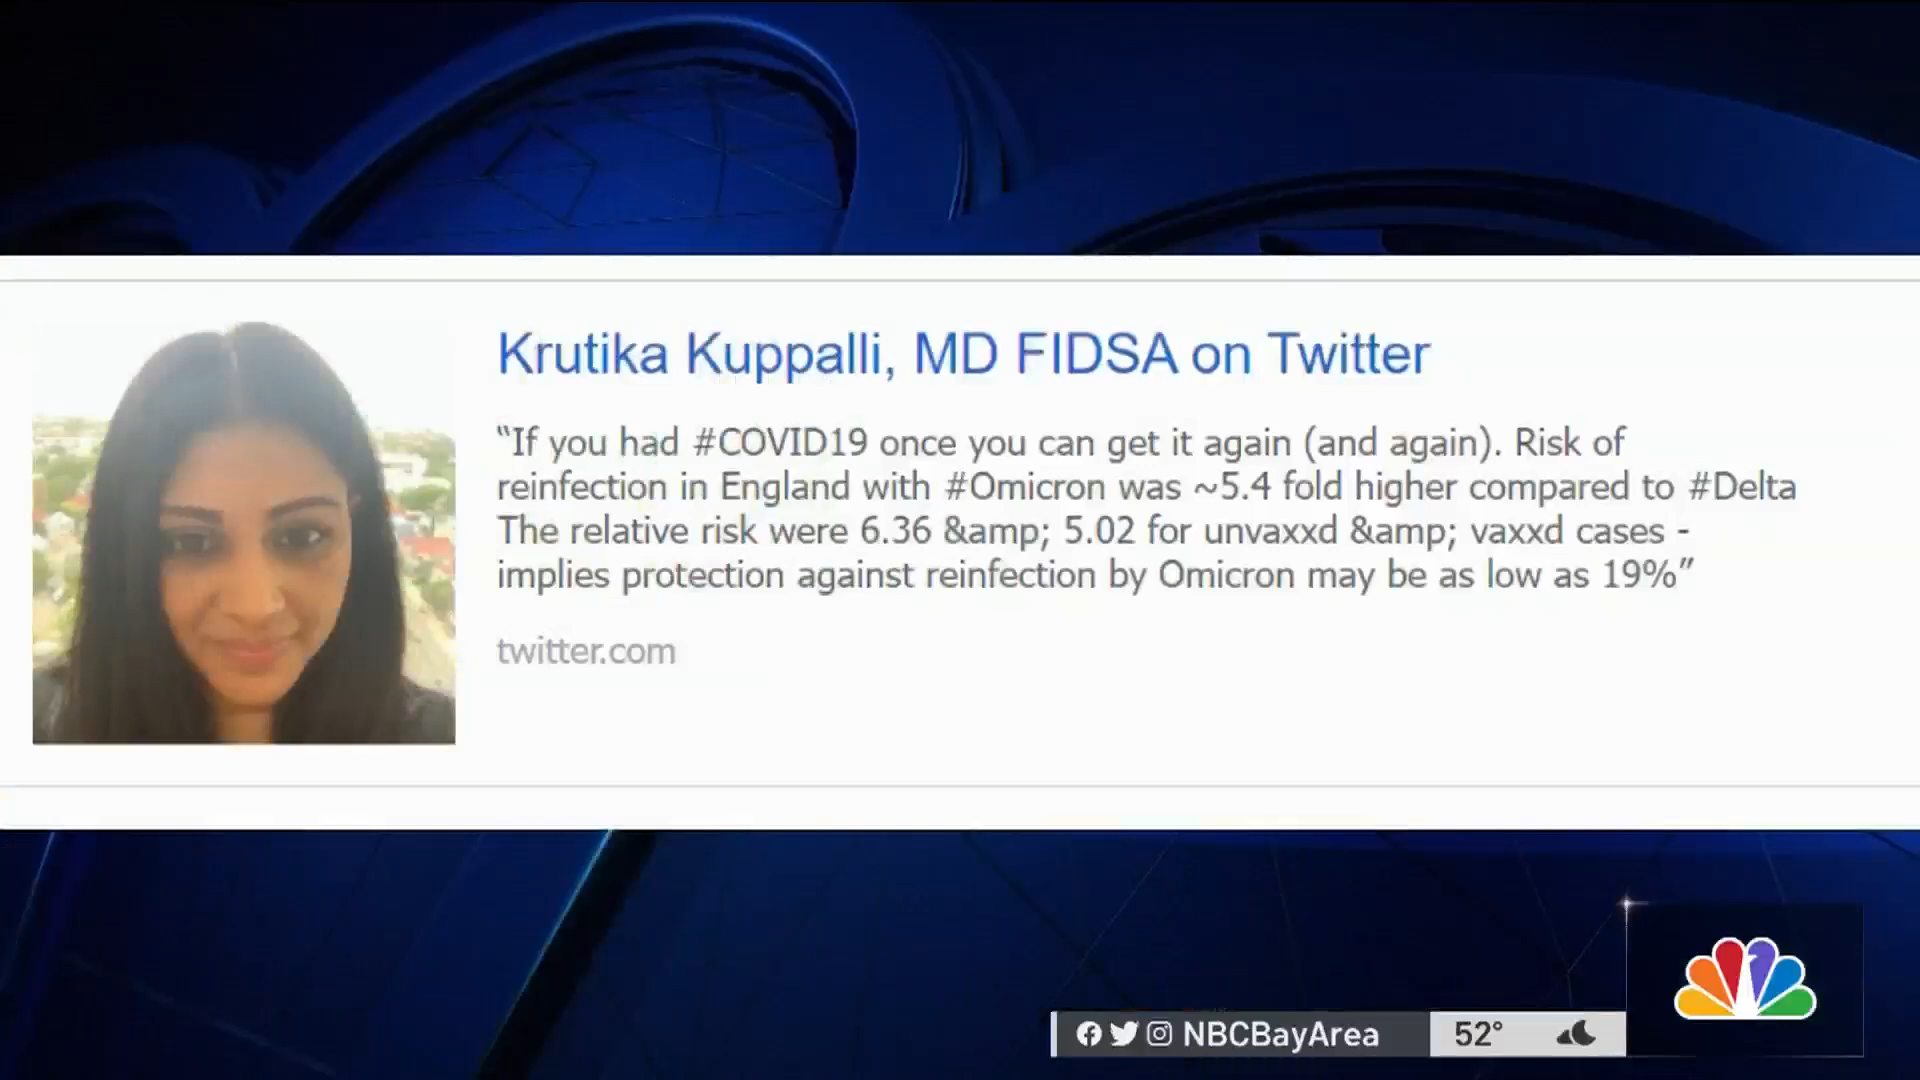 Krutika Kuppalli, MD FIDSA on Twitter
“If you had #COVID19 once you can get it again (and again). Risk of
reinfection in England with #Omicron was ~5.4 fold higher compared to #Delta
The relative risk were 6.36 &amp; 5.02 for unvaxxd &amp; vaxxd cases -
implies protection against reinfection by Omicron may be as low as 19%”
twitter.com
NBCBayArea
52°